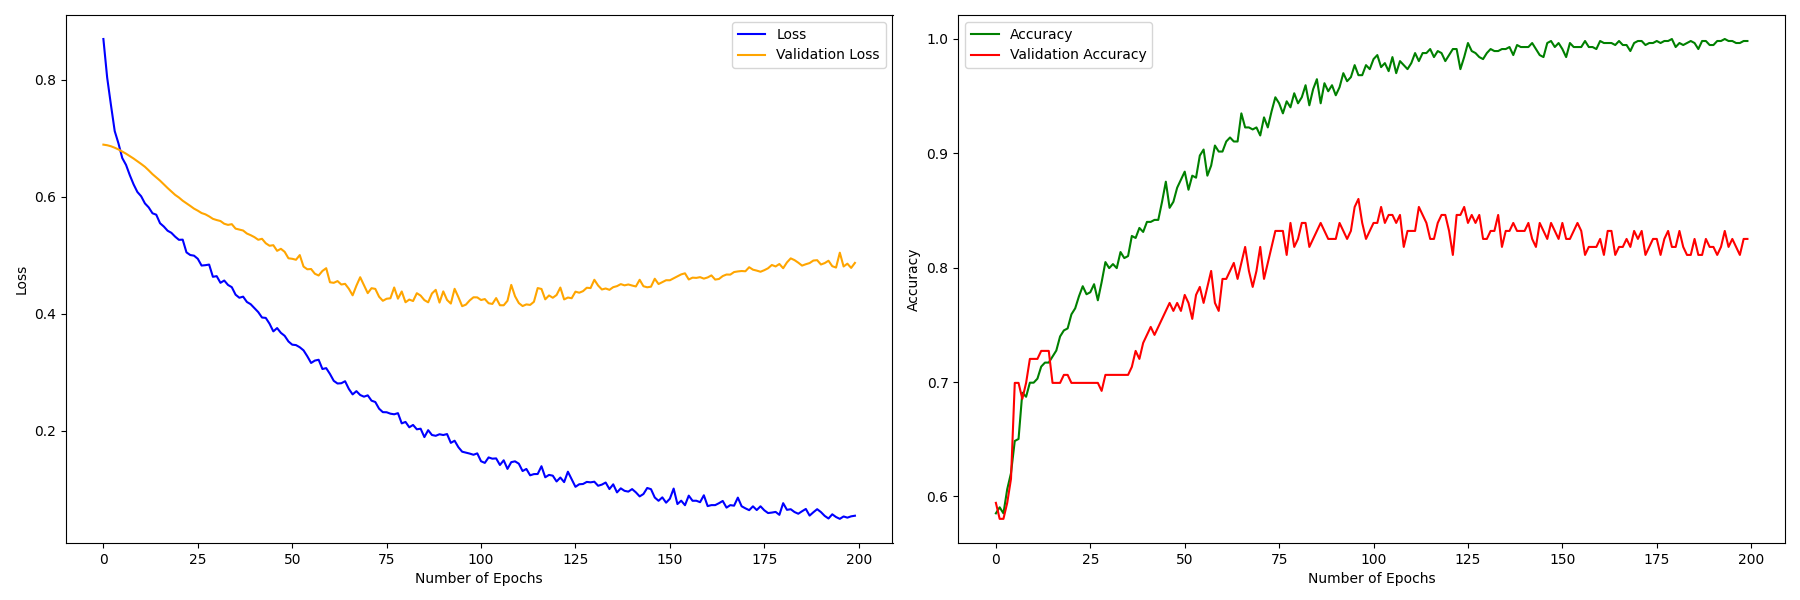 Loss
Validation Loss
0.8
0.6
0.4
0.2
Loss
0 25 50 75 100 125 150 175 200
Number of Epochs
Accuracy
Validation Accuracy
1.0
0.9
0.8
0.7
0.6
Accuracy
0 25 50 75 100 125 150 175 200
Number of Epochs